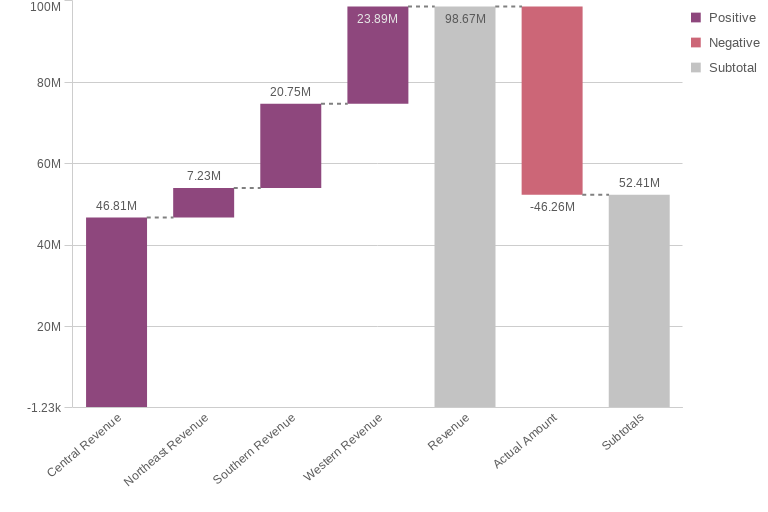 100M
80M
60M
40M
20M
-1.23k
46.81M
7.23M
20.75M
23.89M
98.67M
-46.26M
52.41M
Central Revenue
Northeast Revenue
Southern Revenue
Western Revenue
Revenue
Actual Amount
Subtotals
Positive
Negative
Subtotal